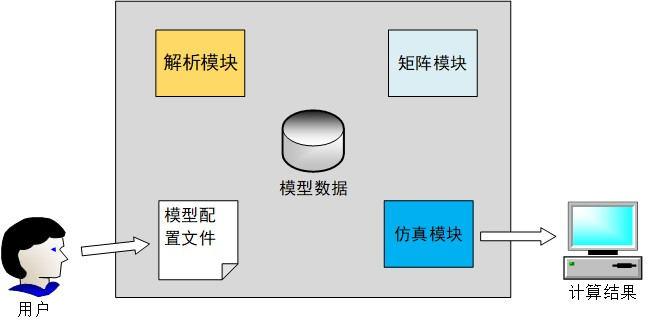 解析模块
矩阵模块
模型数据
模型配
置文件
仿真模块
用户
计算结果